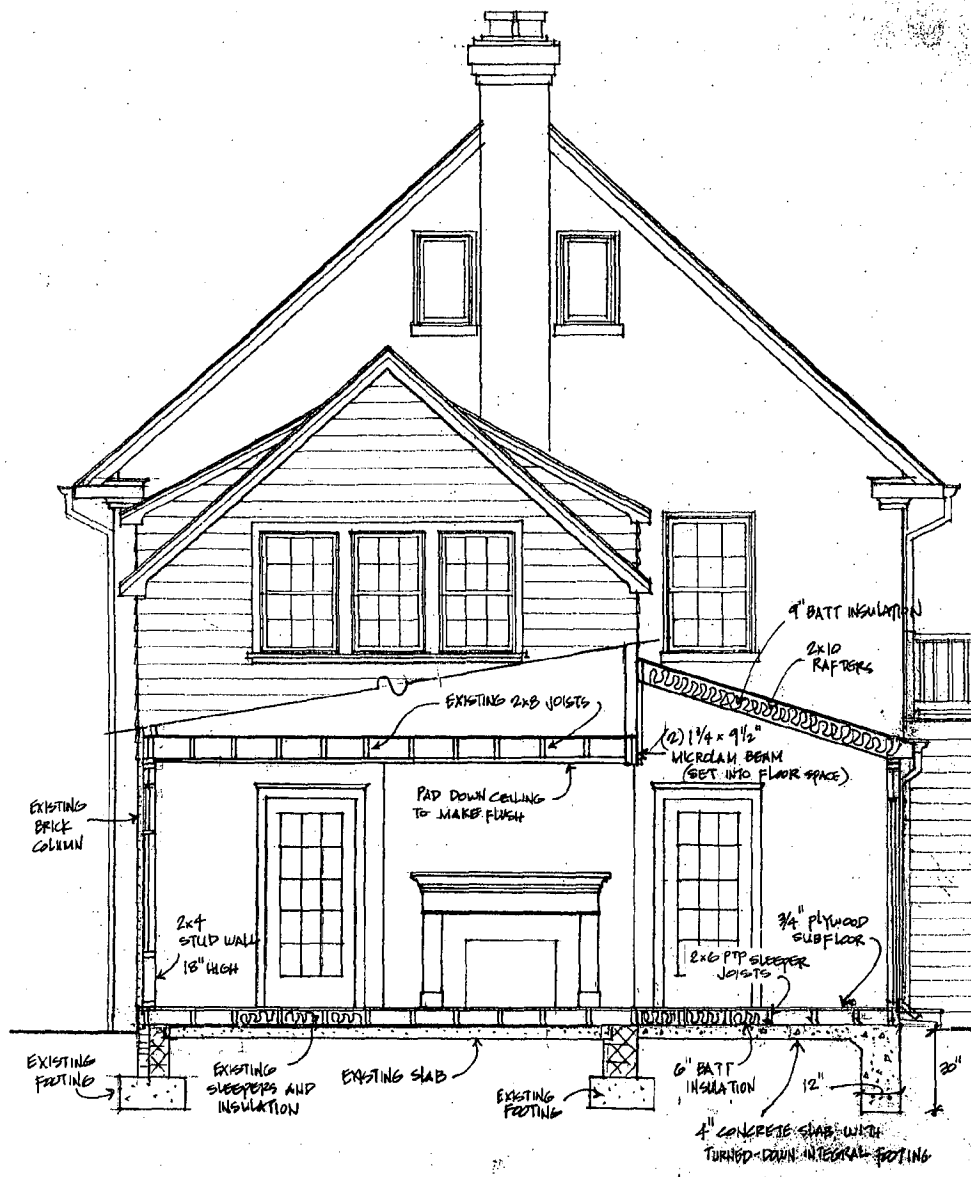 9" BATT INSULATION
2x10
RAFTERS
EXISTING 2x8 JOISTS
(2) 1 3/4 x 9 1/2"
MICROLAM BEAM
(SET INTO FLOOR SPACE)
PAD DOWN CEILING
TO MAKE FLUSH
EXISTING
BRICK
COLUMN
2x4
STUD WALL
18" HIGH
3/4" PLYWOOD
SUBFLOOR
2x6 PTP SLEEPER
JOISTS
EXISTING
FOOTING
EXISTING
SLEEPERS AND
INSULATION
EXISTING SLAB
EXISTING
FOOTING
6" BATT
INSULATION
12"
30"
4" CONCRETE SLAB WITH
TURNED-DOWN INTEGRAL FOOTING